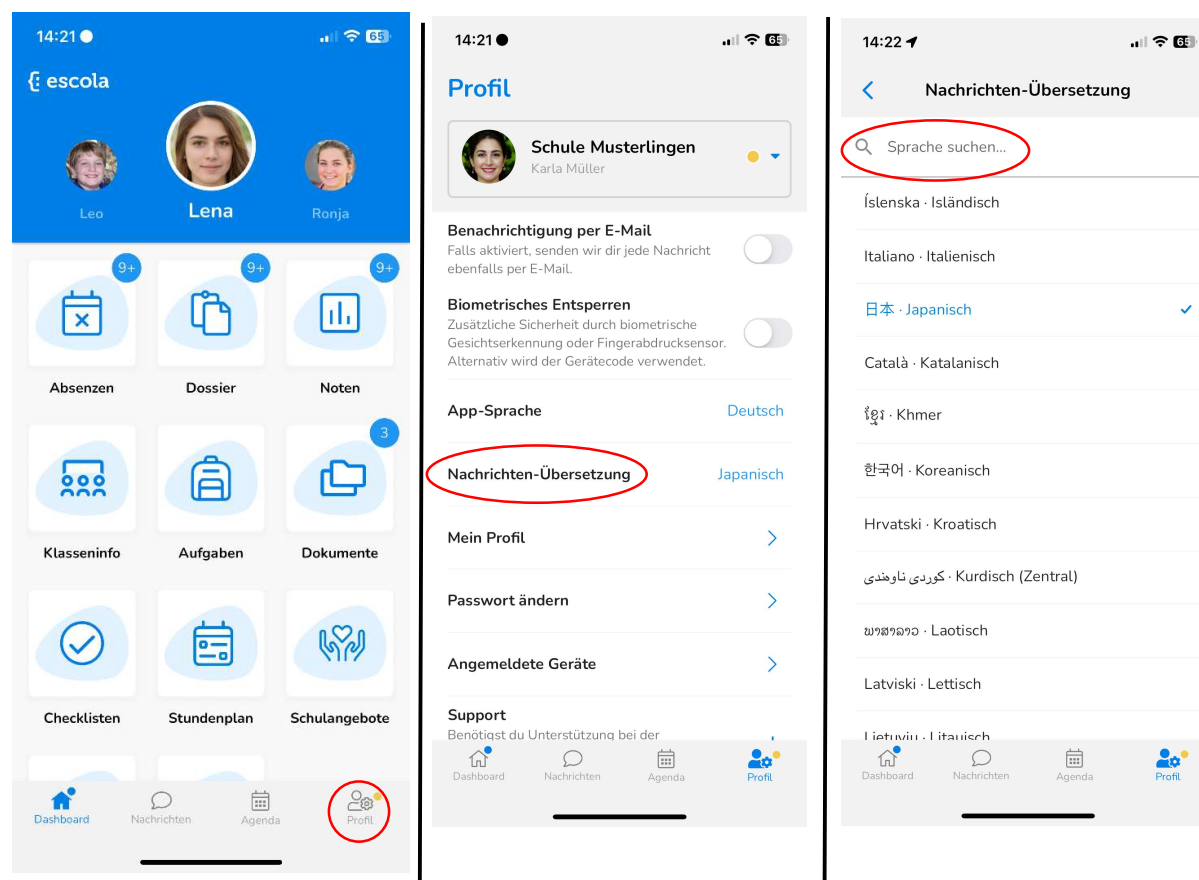 14:21
65
escola
Leo
Lena
Ronja
9+
9+
9+
Absenzen
Dossier
Noten
3
Klasseninfo
Aufgaben
Dokumente
Checklisten
Stundenplan
Schulangebote
Dashboard
Nachrichten
Agenda
Profil
14:21
65
Profil
Schule Musterlingen
Karla Müller
Benachrichtigung per E-Mail
Falls aktiviert, senden wir dir jede Nachricht
ebenfalls per E-Mail.
Biometrisches Entsperren
Zusätzliche Sicherheit durch biometrische
Gesichtserkennung oder Fingerabdrucksensor.
Alternativ wird der Gerätecode verwendet.
App-Sprache
Deutsch
Nachrichten-Übersetzung
Japanisch
Mein Profil
Passwort ändern
Angemeldete Geräte
Support
Benötigst du Unterstützung bei der
Dashboard
Nachrichten
Agenda
Profil
14:22
65
Nachrichten-Übersetzung
Sprache suchen...
Íslenska · Isländisch
Italiano · Italienisch
日本 · Japanisch
Català · Katalanisch
ខ្មែរ · Khmer
한국어 · Koreanisch
Hrvatski · Kroatisch
کوردی ناوەندی · Kurdisch (Zentral)
ພາສາລາວ · Laotisch
Latviski · Lettisch
Lietuvių · Litauisch
Dashboard
Nachrichten
Agenda
Profil